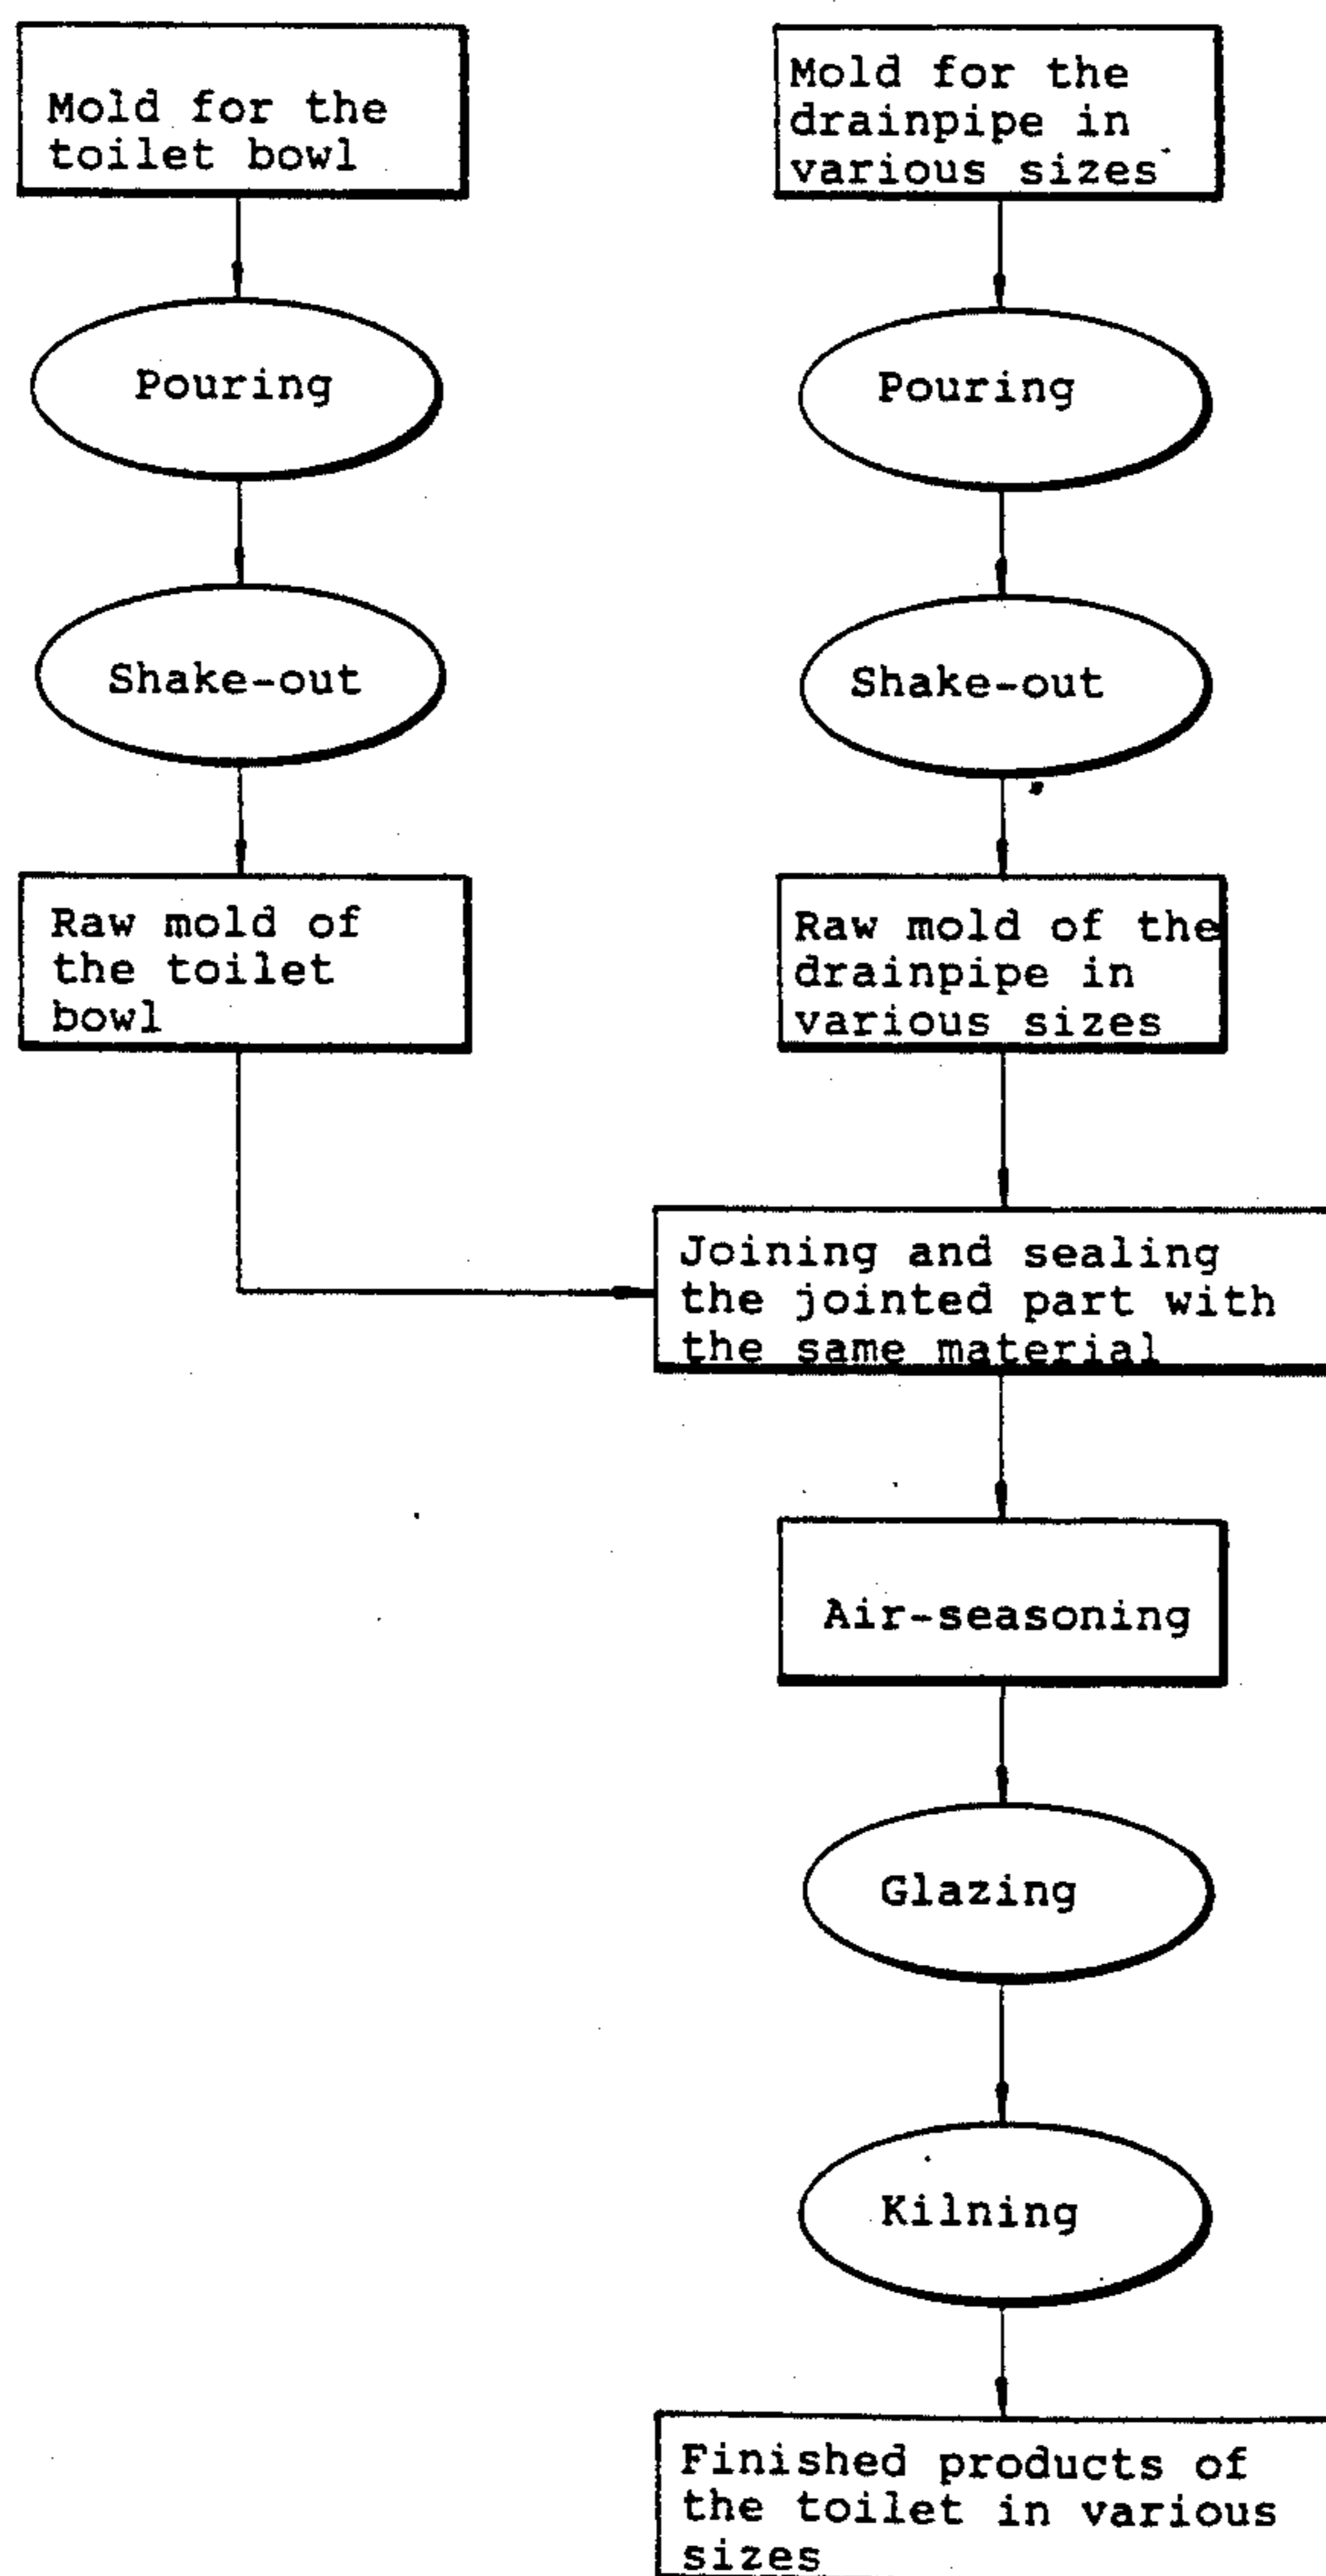 Mold for the
toilet bowl
Mold for the
drainpipe in
various sizes
Pouring
Pouring
Shake-out
Shake-out
Raw mold of
the toilet
bowl
Raw mold of the
drainpipe in
various sizes
Joining and sealing
the jointed part with
the same material
Air-seasoning
Glazing
Kilning
Finished products of
the toilet in various
sizes